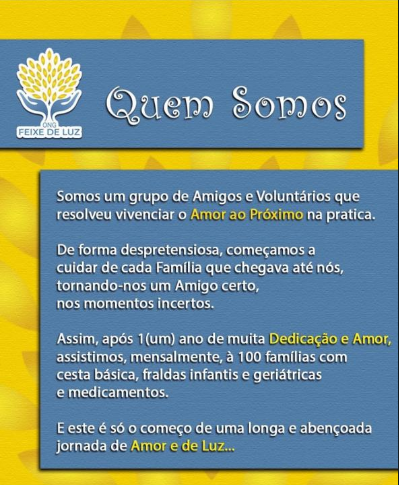 ONG
FEIXE DE LUZ
Quem Somos
Somos um grupo de Amigos e Voluntários que
resolveu vivenciar o Amor ao Próximo na pratica.
De forma despretensiosa, começamos a
cuidar de cada Família que chegava até nós,
tornando-nos um Amigo certo,
nos momentos incertos.
Assim, após 1(um) ano de muita Dedicação e Amor,
assistimos, mensalmente, à 100 famílias com
cesta básica, fraldas infantis e geriátricas
e medicamentos.
E este é só o começo de uma longa e abençoada
jornada de Amor e de Luz...